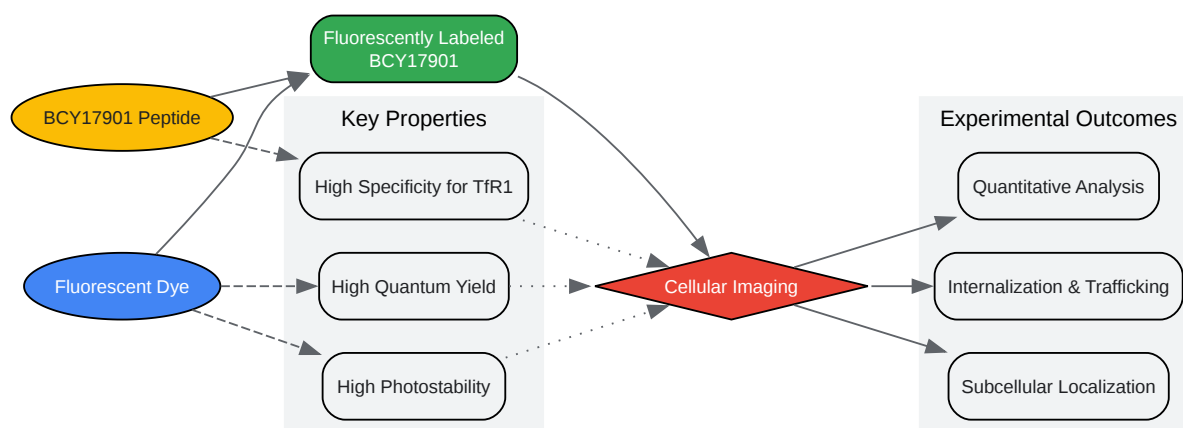 Fluorescently Labeled
BCY17901
BCY17901 Peptide
Fluorescent Dye
Key Properties
High Specificity for TfR1
High Quantum Yield
High Photostability
Cellular Imaging
Experimental Outcomes
Quantitative Analysis
Internalization & Trafficking
Subcellular Localization